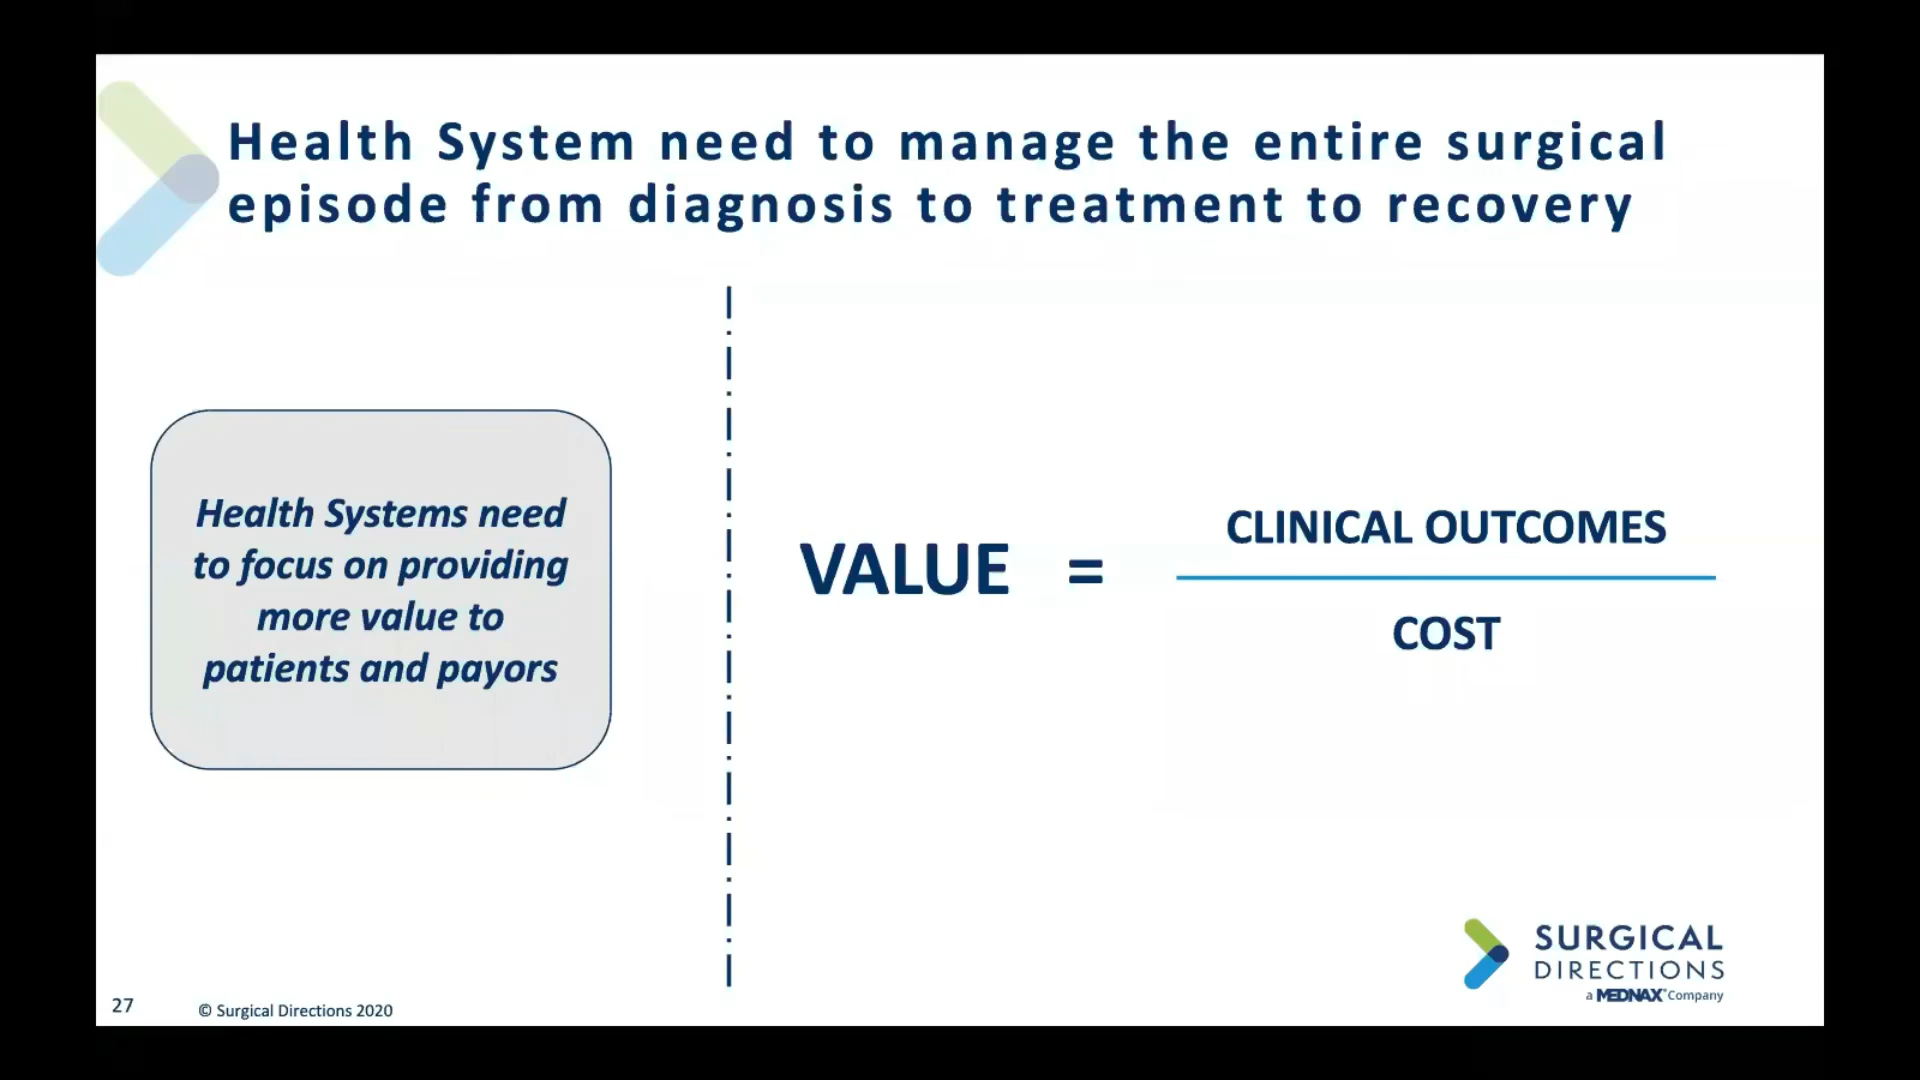 Health System need to manage the entire surgical
episode from diagnosis to treatment to recovery
Health Systems need
to focus on providing
more value to
patients and payors
VALUE =
CLINICAL OUTCOMES
COST
SURGICAL
DIRECTIONS
a MEDNAX® Company
27
© Surgical Directions 2020